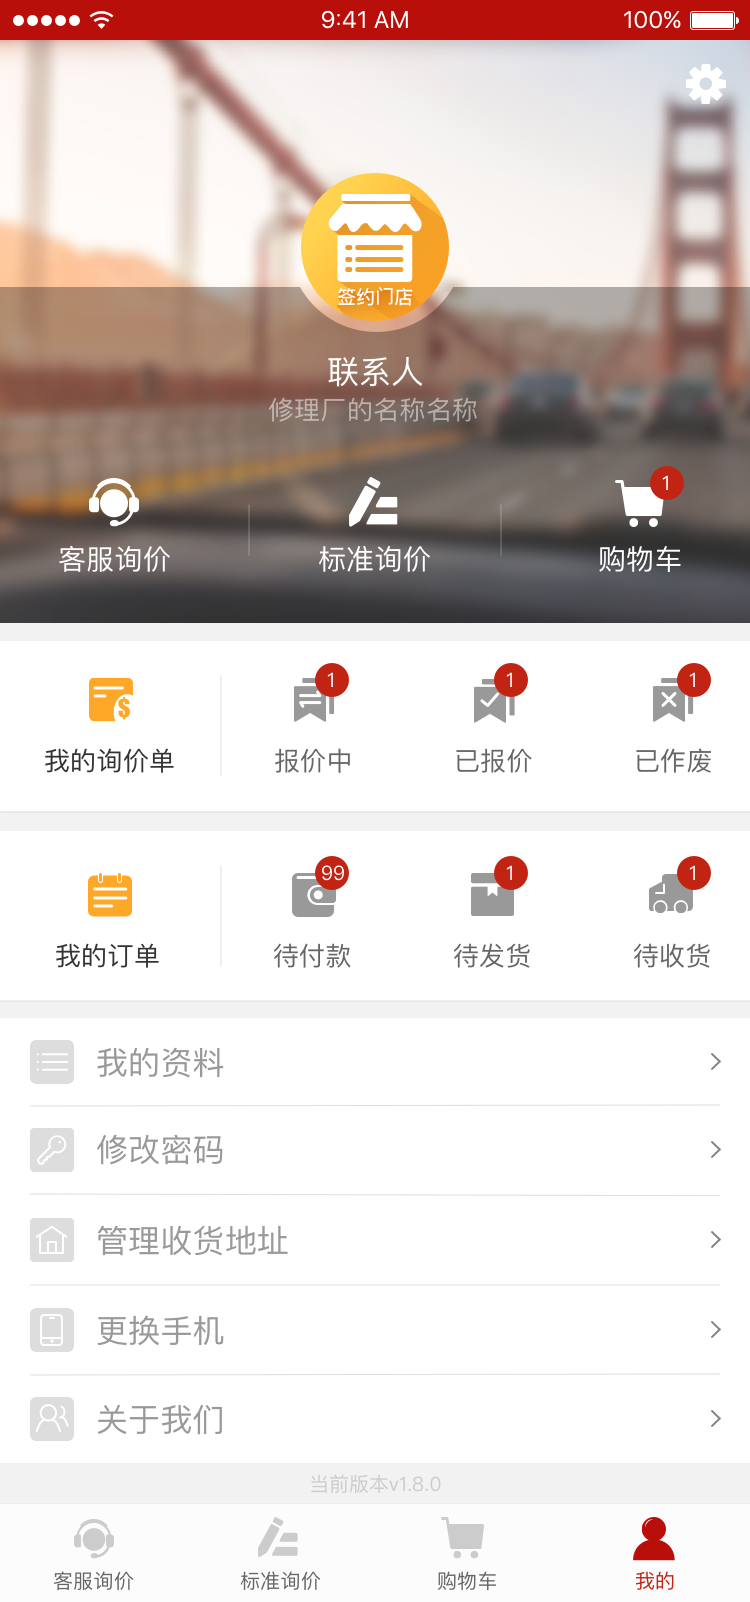 9:41 AM
100%
签约门店
联系人
修理厂的名称名称
1
客服询价
标准询价
购物车
1
1
1
我的询价单
报价中
已报价
已作废
99
1
1
我的订单
待付款
待发货
待收货
我的资料
修改密码
管理收货地址
更换手机
关于我们
当前版本v1.8.0
客服询价
标准询价
购物车
我的